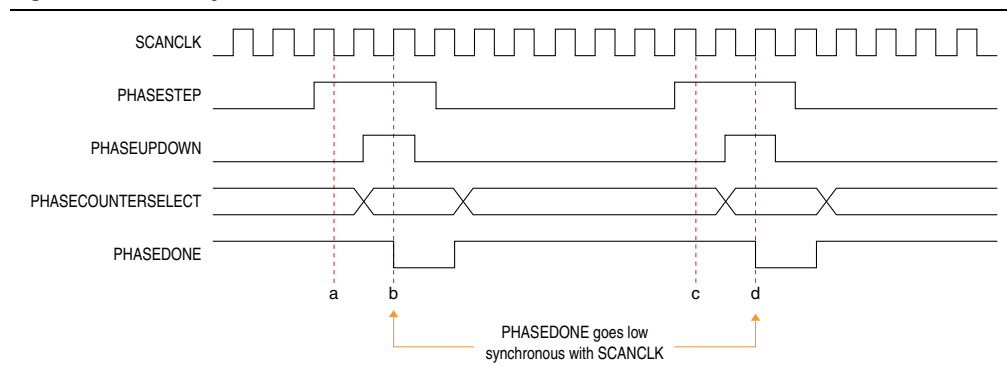 SCANCLK
PHASESTEP
PHASEUPDOWN
PHASECOUNTERSELECT
PHASEDONE
a b c d
PHASEDONE goes low
synchronous with SCANCLK